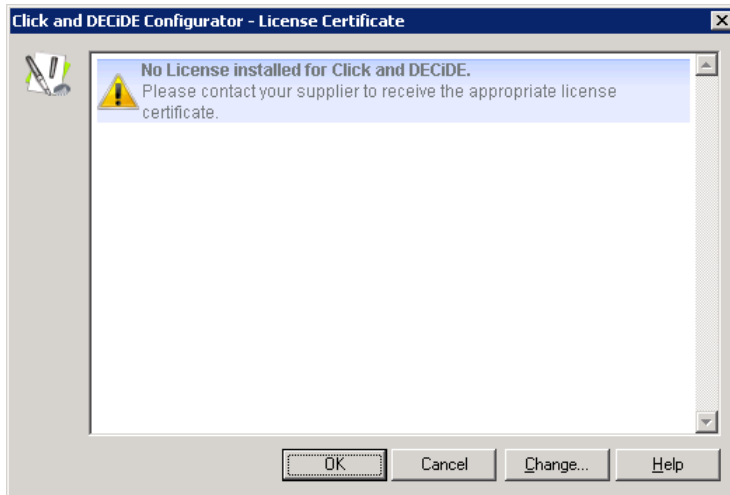 Click and DECiDE Configurator - License Certificate
No License installed for Click and DECiDE.
Please contact your supplier to receive the appropriate license
certificate.
OK
Cancel
Change...
Help